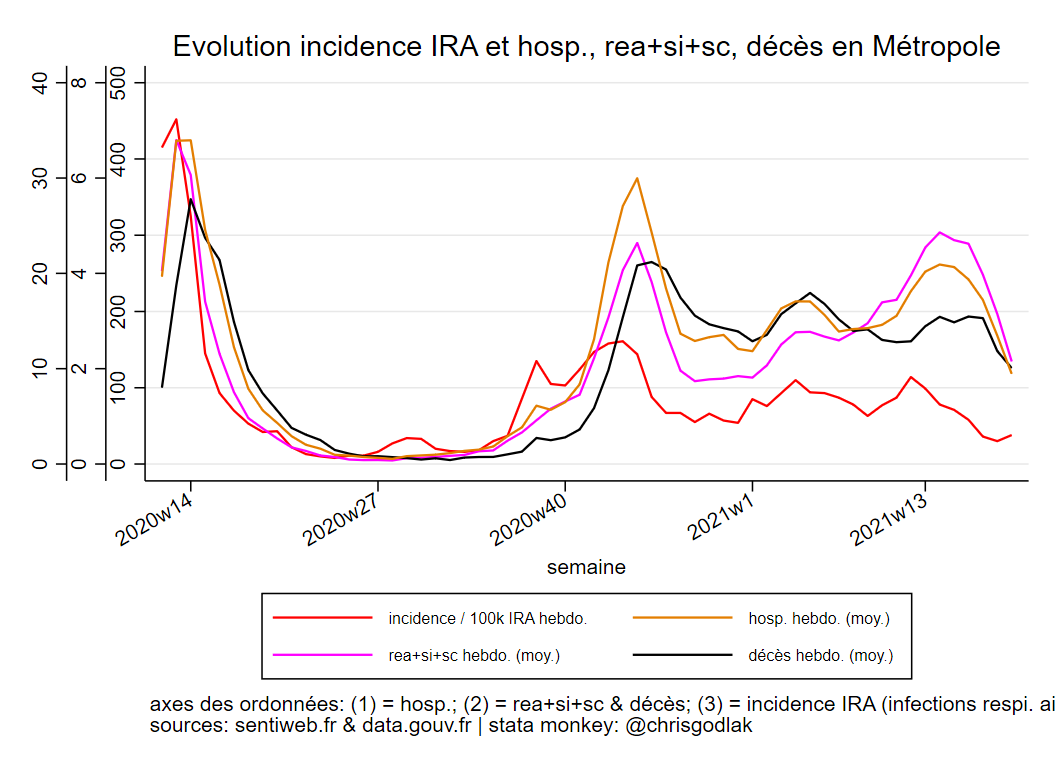 Evolution incidence IRA et hosp., rea+si+sc, décès en Métropole
40
30
20
10
0
8
6
4
2
0
500
400
300
200
100
0
2020w14
2020w27
2020w40
2021w1
2021w13
semaine
incidence / 100k IRA hebdo.
hosp. hebdo. (moy.)
rea+si+sc hebdo. (moy.)
décès hebdo. (moy.)
axes des ordonnées: (1) = hosp.; (2) = rea+si+sc & décès; (3) = incidence IRA (infections respi. ai
sources: sentiweb.fr & data.gouv.fr | stata monkey: @chrisgodlak